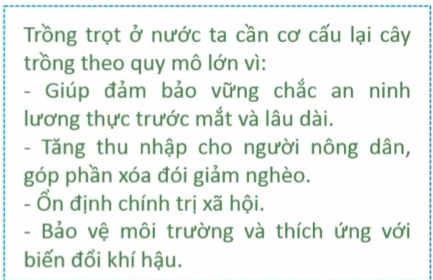 Trồng trọt ở nước ta cần cơ cấu lại cây
trồng theo quy mô lớn vì:
- Giúp đảm bảo vững chắc an ninh
lương thực trước mắt và lâu dài.
- Tăng thu nhập cho người nông dân,
góp phần xóa đói giảm nghèo.
- Ổn định chính trị xã hội.
- Bảo vệ môi trường và thích ứng với
biến đổi khí hậu.